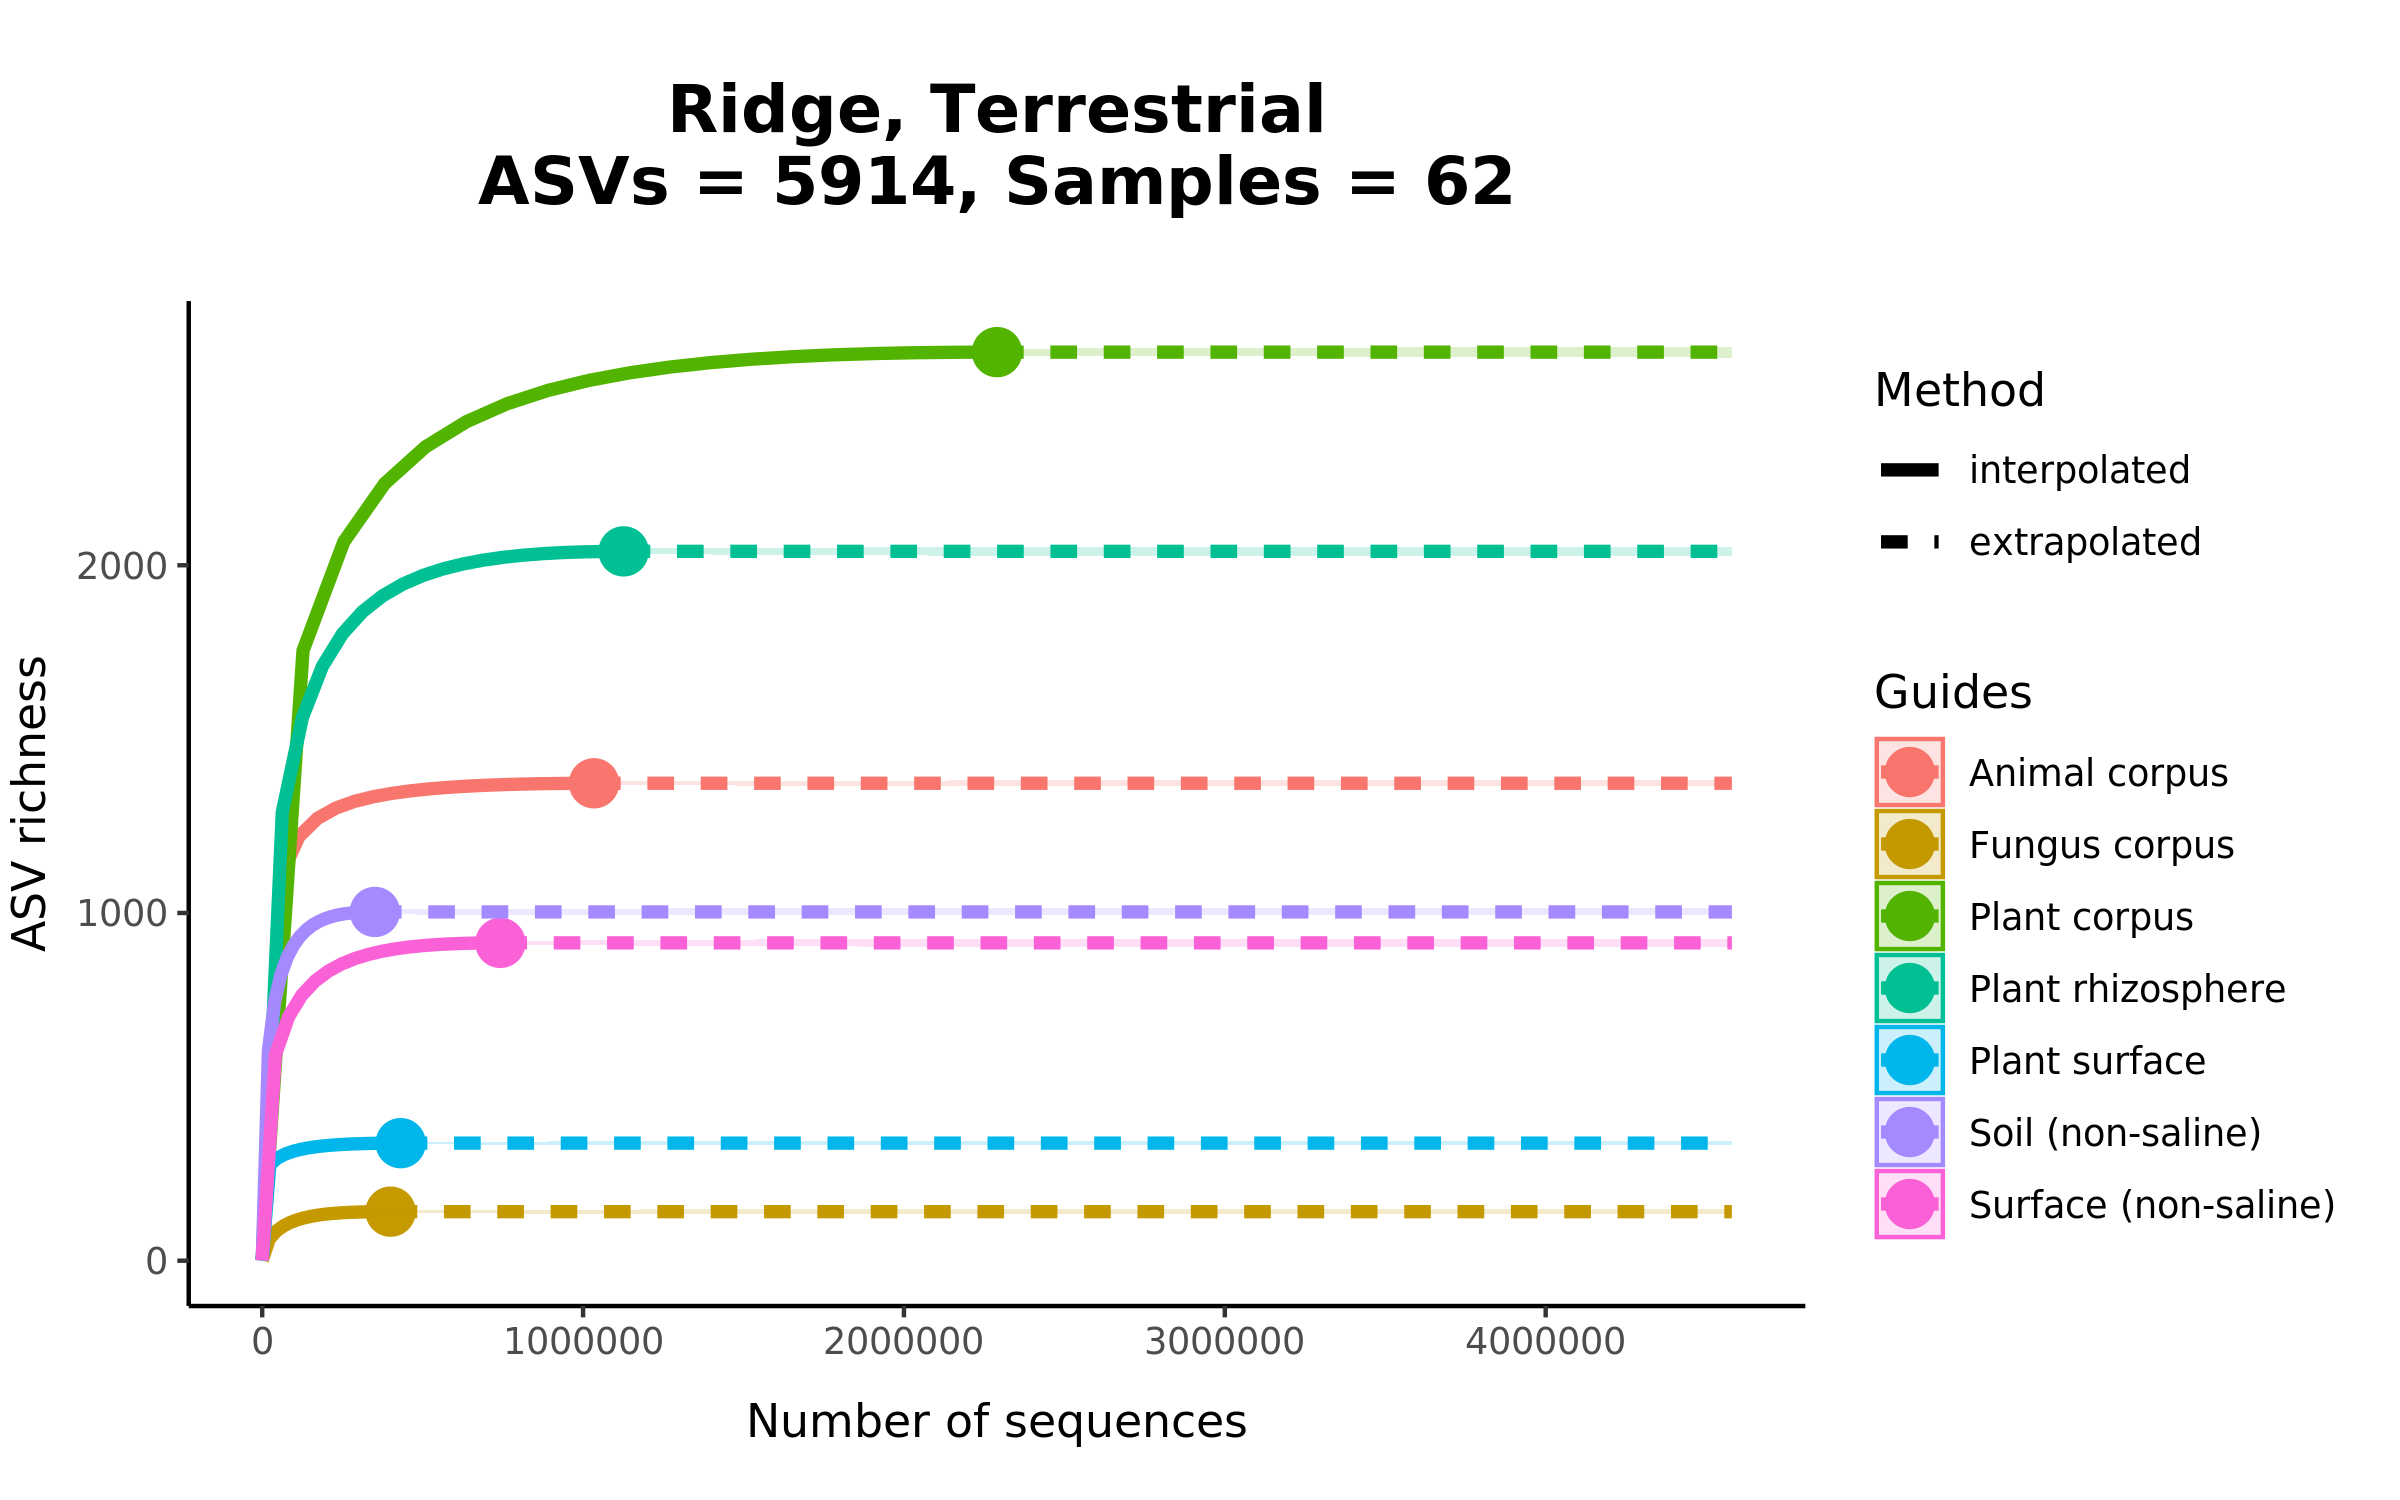 Ridge, Terrestrial
ASVs = 5914, Samples = 62
ASV richness
2000
1000
0
0 1000000 2000000 3000000 4000000
Number of sequences
Method
interpolated
extrapolated
Guides
Animal corpus
Fungus corpus
Plant corpus
Plant rhizosphere
Plant surface
Soil (non-saline)
Surface (non-saline)